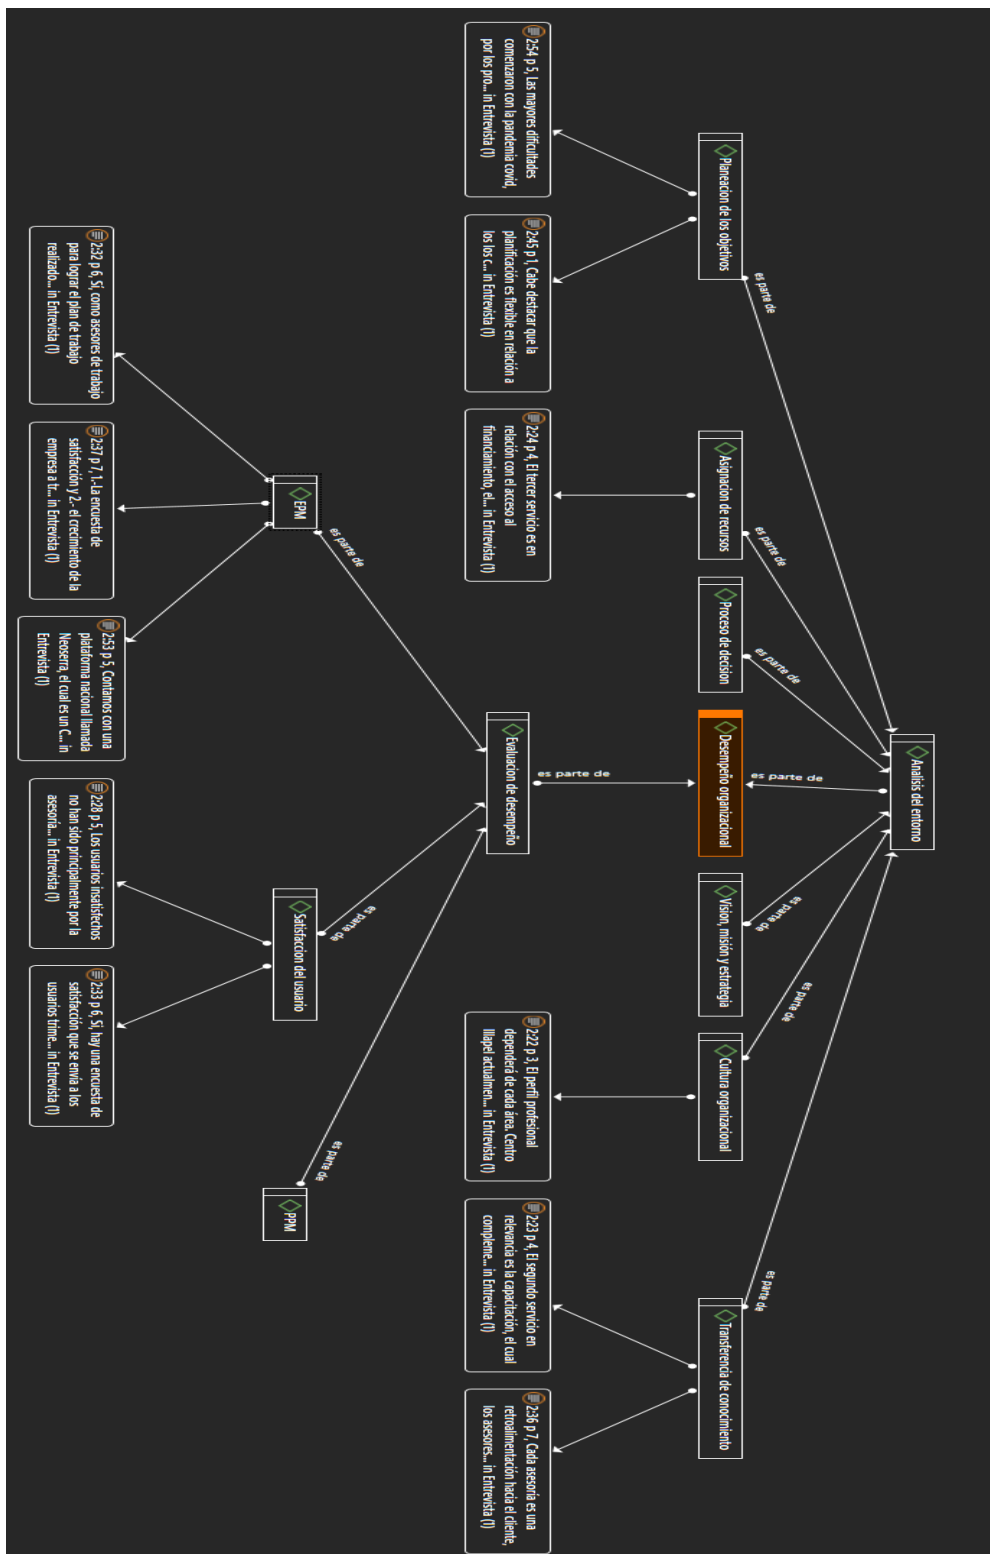 Analisis del entorno
es parte de
es parte de
es parte de
es parte de
es parte de
es parte de
es parte de
Planeacion de los objetivos
Asignacion de recursos
Proceso de decision
Desempeño organizacional
Vision, misión y estrategia
Cultura organizacional
Transferencia de conocimiento
2:54 p 5, Las mayores dificultades
comenzaron con la pandemia covid,
por los pro... in Entrevista (1)
2:45 p 1, Cabe destacar que la
planificación es flexible en relación a
los los c... in Entrevista (1)
2:24 p 4, El tercer servicio es en
relación con el acceso al
financiamiento, el... in Entrevista (1)
es parte de
Evaluacion de desempeño
2:22 p 3, El perfil profesional
dependerá de cada área. Centro
Illapel actualmen... in Entrevista (1)
2:23 p 4, El segundo servicio en
relevancia es la capacitación, el cual
compleme... in Entrevista (1)
2:36 p 7, Cada asesoría es una
retroalimentación hacia el cliente,
los asesores... in Entrevista (1)
es parte de
es parte de
es parte de
EPM
Satisfaccion del usuario
PPM
2:32 p 6, Sí, como asesores de trabajo
para lograr el plan de trabajo
realizado... in Entrevista (1)
2:37 p 7, 1.-La encuesta de
satisfacción y 2.- el crecimiento de la
empresa a tr... in Entrevista (1)
2:53 p 5, Contamos con una
plataforma nacional llamada
Neoserra, el cual es un C... in
Entrevista (1)
2:28 p 5, Los usuarios insatisfechos
no han sido principalmente por la
asesoría... in Entrevista (1)
2:33 p 6, Si, hay una encuesta de
satisfacción que se envía a los
usuarios trime... in Entrevista (1)